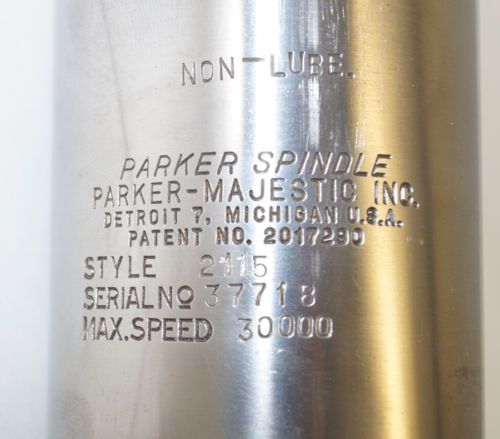 NON-LUBE.
PARKER SPINDLE
PARKER-MAJESTIC INC.
DETROIT 7, MICHIGAN U.S.A.
PATENT NO. 2017290
STYLE 2115
SERIAL NO 37718
MAX.SPEED 30000